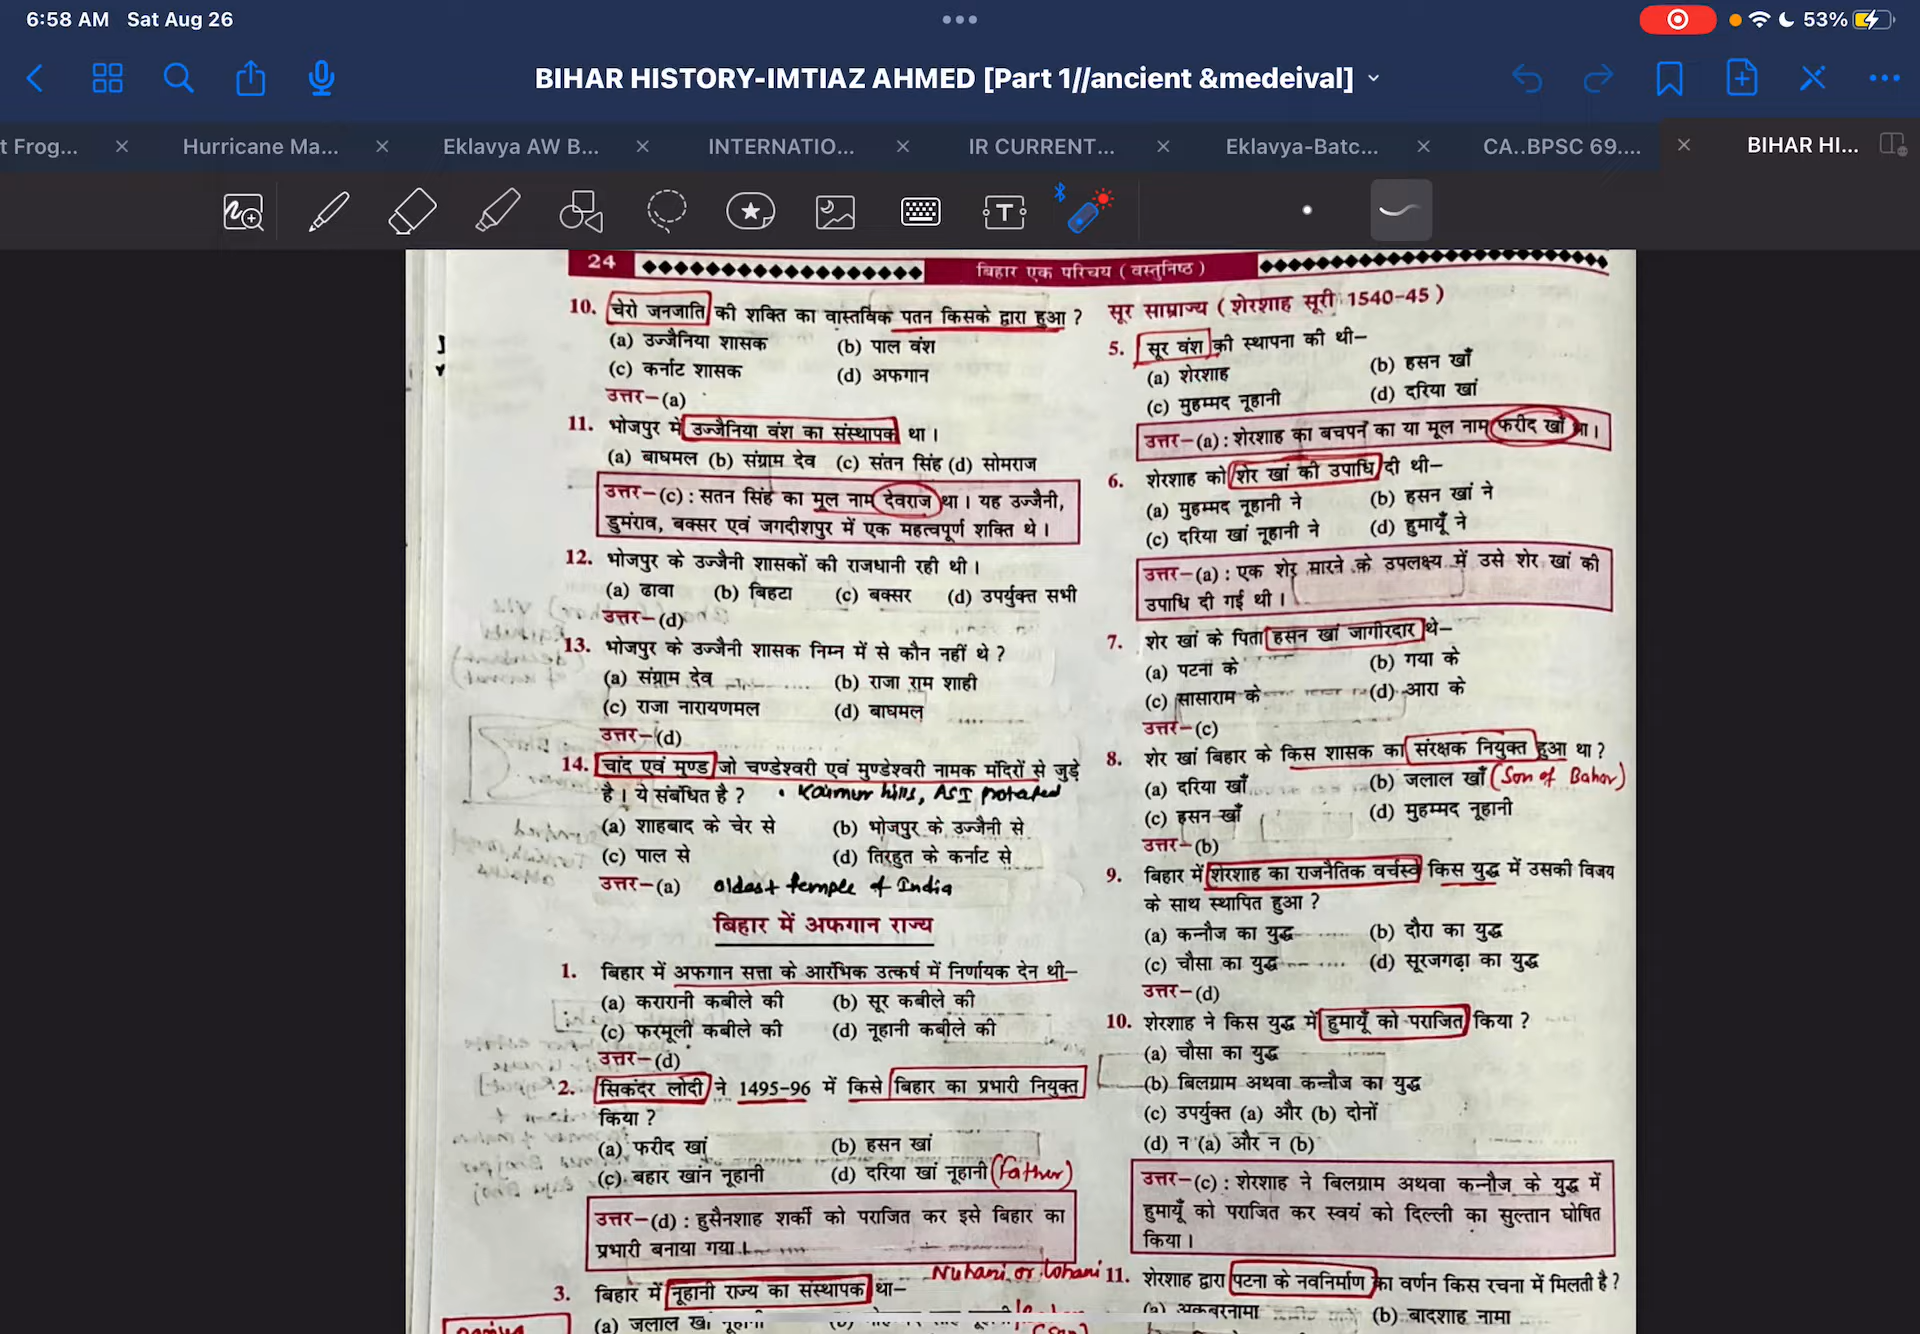 6:58 AM Sat Aug 26
53%
BIHAR HISTORY-IMTIAZ AHMED [Part 1//ancient &medeival]
t Frog...
Hurricane Ma...
Eklavya AW B...
INTERNATIO...
IR CURRENT...
Eklavya-Batc...
CA..BPSC 69....
BIHAR HI...
24
बिहार एक परिचय ( वस्तुनिष्ठ )
10. चेरो जनजाति की शक्ति का वास्तविक पतन किसके द्वारा हुआ ?
(a) उज्जैनिया शासक (b) पाल वंश
(c) कर्नाट शासक (d) अफगान
उत्तर–(a)
11. भोजपुर में उज्जैनिया वंश का संस्थापक था।
(a) बाघमल (b) संग्राम देव (c) संतन सिंह (d) सोमराज
उत्तर–(c) : सतन सिंह का मूल नाम देवराज था। यह उज्जैनी,
डुमरांव, बक्सर एवं जगदीशपुर में एक महत्वपूर्ण शक्ति थे।
12. भोजपुर के उज्जैनी शासकों की राजधानी रही थी।
(a) ढावा (b) बिहटा (c) बक्सर (d) उपर्युक्त सभी
उत्तर–(d)
13. भोजपुर के उज्जैनी शासक निम्न में से कौन नहीं थे ?
(a) संग्राम देव (b) राजा राम शाही
(c) राजा नारायणमल (d) बाघमल
उत्तर–(d)
14. चांद एवं मुण्ड जो चण्डेश्वरी एवं मुण्डेश्वरी नामक मंदिरों से जुड़े
है। ये संबंधित है ? • Kaimur hills, ASI protated
(a) शाहबाद के चेर से (b) भोजपुर के उज्जैनी से
(c) पाल से (d) तिरहुत के कर्नाट से
उत्तर–(a) oldest temple of India
बिहार में अफगान राज्य
1. बिहार में अफगान सत्ता के आरंभिक उत्कर्ष में निर्णायक देन थी–
(a) करारानी कबीले की (b) सूर कबीले की
(c) फरमूली कबीले की (d) नूहानी कबीले की
उत्तर–(d)
2. सिकंदर लोदी ने 1495-96 में किसे बिहार का प्रभारी नियुक्त
किया ?
(a) फरीद खां (b) हसन खां
(c) बहार खांन नूहानी (d) दरिया खां नूहानी (father)
उत्तर–(d) : हुसैनशाह शर्की को पराजित कर इसे बिहार का
प्रभारी बनाया गया।
Nuhani or Lohani
3. बिहार में नूहानी राज्य का संस्थापक था–
(a) जलाल खां नूहानी
सूर साम्राज्य ( शेरशाह सूरी 1540-45 )
5. सूर वंश की स्थापना की थी–
(a) शेरशाह (b) हसन खाँ
(c) मुहम्मद नूहानी (d) दरिया खां
उत्तर–(a) : शेरशाह का बचपन का या मूल नाम फरीद खाँ था।
6. शेरशाह को शेर खां की उपाधि दी थी–
(a) मुहम्मद नूहानी ने (b) हसन खां ने
(c) दरिया खां नूहानी ने (d) हुमायूँ ने
उत्तर–(a) : एक शेर मारने के उपलक्ष्य में उसे शेर खां की
उपाधि दी गई थी।
7. शेर खां के पिता हसन खां जागीरदार थे–
(a) पटना के (b) गया के
(c) सासाराम के (d) आरा के
उत्तर–(c)
8. शेर खां बिहार के किस शासक का संरक्षक नियुक्त हुआ था ?
(a) दरिया खाँ (b) जलाल खाँ (Son of Bahar)
(c) हसन खाँ (d) मुहम्मद नूहानी
उत्तर–(b)
9. बिहार में शेरशाह का राजनैतिक वर्चस्व किस युद्ध में उसकी विजय
के साथ स्थापित हुआ ?
(a) कन्नौज का युद्ध (b) दौरा का युद्ध
(c) चौसा का युद्ध (d) सूरजगढ़ा का युद्ध
उत्तर–(d)
10. शेरशाह ने किस युद्ध में हुमायूँ को पराजित किया ?
(a) चौसा का युद्ध
(b) बिलग्राम अथवा कन्नौज का युद्ध
(c) उपर्युक्त (a) और (b) दोनों
(d) न (a) और न (b)
उत्तर–(c) : शेरशाह ने बिलग्राम अथवा कन्नौज के युद्ध में
हुमायूँ को पराजित कर स्वयं को दिल्ली का सुल्तान घोषित
किया।
11. शेरशाह द्वारा पटना के नवनिर्माण का वर्णन किस रचना में मिलती है ?
(a) अकबरनामा (b) बादशाह नामा